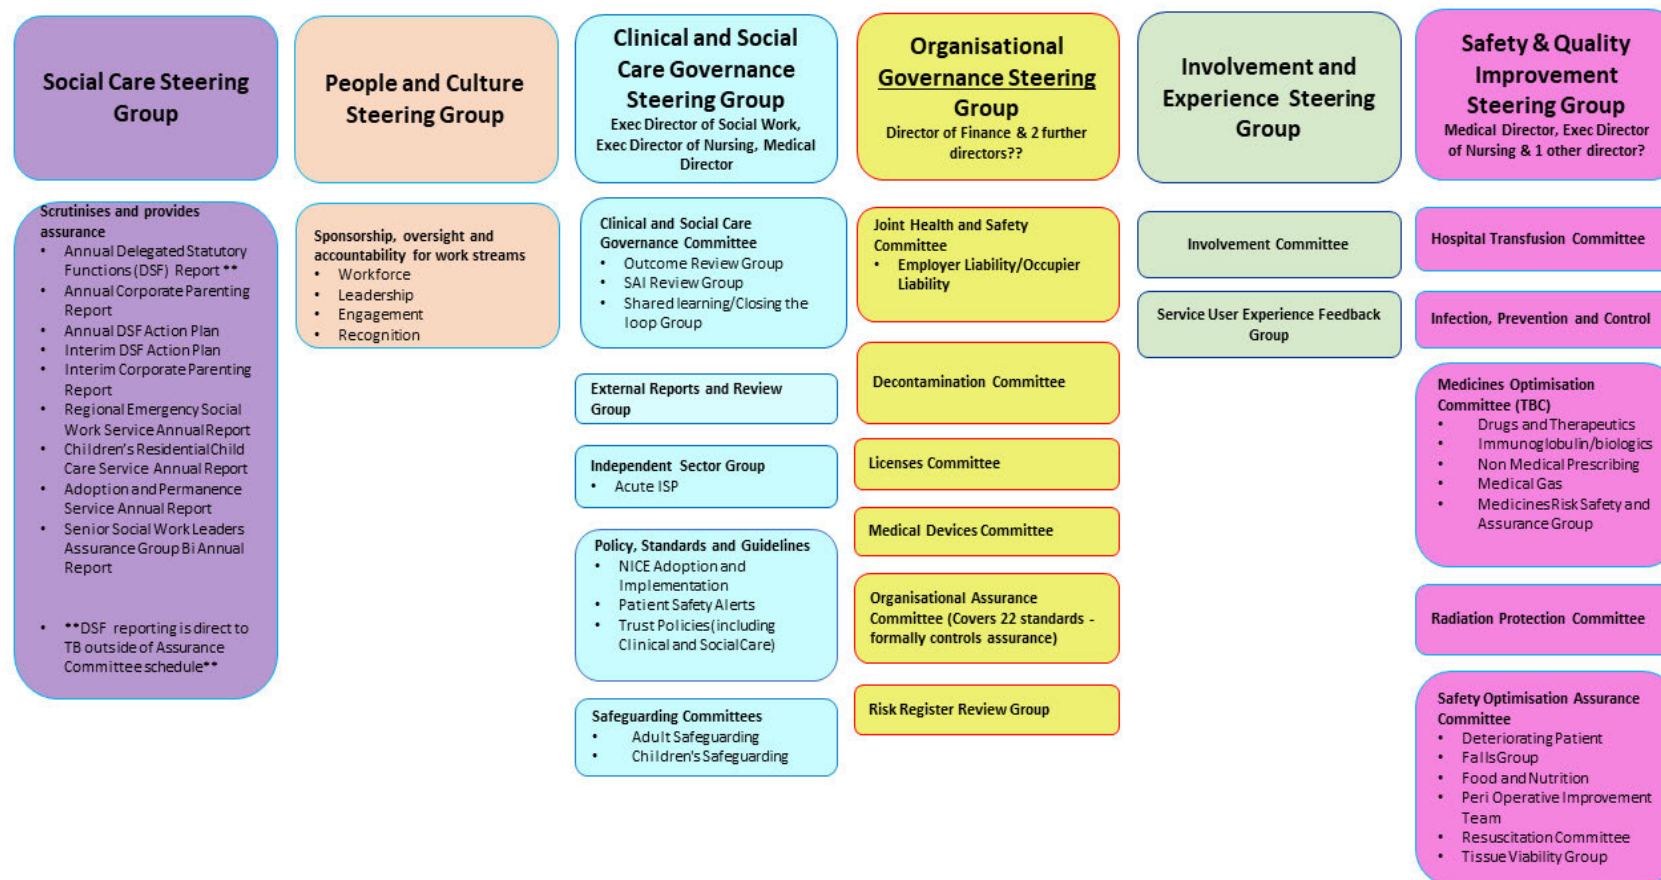 Social Care Steering
Group
Scrutinises and provides
assurance
• Annual Delegated Statutory
Functions (DSF) Report **
• Annual Corporate Parenting
Report
• Annual DSF Action Plan
• Interim DSF Action Plan
• Interim Corporate Parenting
Report
• Regional Emergency Social
Work Service Annual Report
• Children's Residential Child
Care Service Annual Report
• Adoption and Permanence
Service Annual Report
• Senior Social Work Leaders
Assurance Group Bi Annual
Report
• **DSF reporting is direct to
TB outside of Assurance
Committee schedule**
People and Culture
Steering Group
Sponsorship, oversight and
accountability for work streams
• Workforce
• Leadership
• Engagement
• Recognition
Clinical and Social
Care Governance
Steering Group
Exec Director of Social Work,
Exec Director of Nursing, Medical
Director
Clinical and Social Care
Governance Committee
• Outcome Review Group
• SAI Review Group
• Shared learning/Closing the
loop Group
External Reports and Review
Group
Independent Sector Group
• Acute ISP
Policy, Standards and Guidelines
• NICE Adoption and
Implementation
• Patient Safety Alerts
• Trust Policies(including
Clinical and Social Care)
Safeguarding Committees
• Adult Safeguarding
• Children's Safeguarding
Organisational
Governance Steering
Group
Director of Finance & 2 further
directors??
Joint Health and Safety
Committee
• Employer Liability/Occupier
Liability
Decontamination Committee
Licenses Committee
Medical Devices Committee
Organisational Assurance
Committee (Covers 22 standards -
formally controls assurance)
Risk Register Review Group
Involvement and
Experience Steering
Group
Involvement Committee
Service User Experience Feedback
Group
Safety & Quality
Improvement
Steering Group
Medical Director, Exec Director
of Nursing & 1 other director?
Hospital Transfusion Committee
Infection, Prevention and Control
Medicines Optimisation
Committee (TBC)
• Drugs and Therapeutics
• Immunoglobulin/biologics
• Non Medical Prescribing
• Medical Gas
• Medicines Risk Safety and
Assurance Group
Radiation Protection Committee
Safety Optimisation Assurance
Committee
• Deteriorating Patient
• Falls Group
• Food and Nutrition
• Peri Operative Improvement
Team
• Resuscitation Committee
• Tissue Viability Group